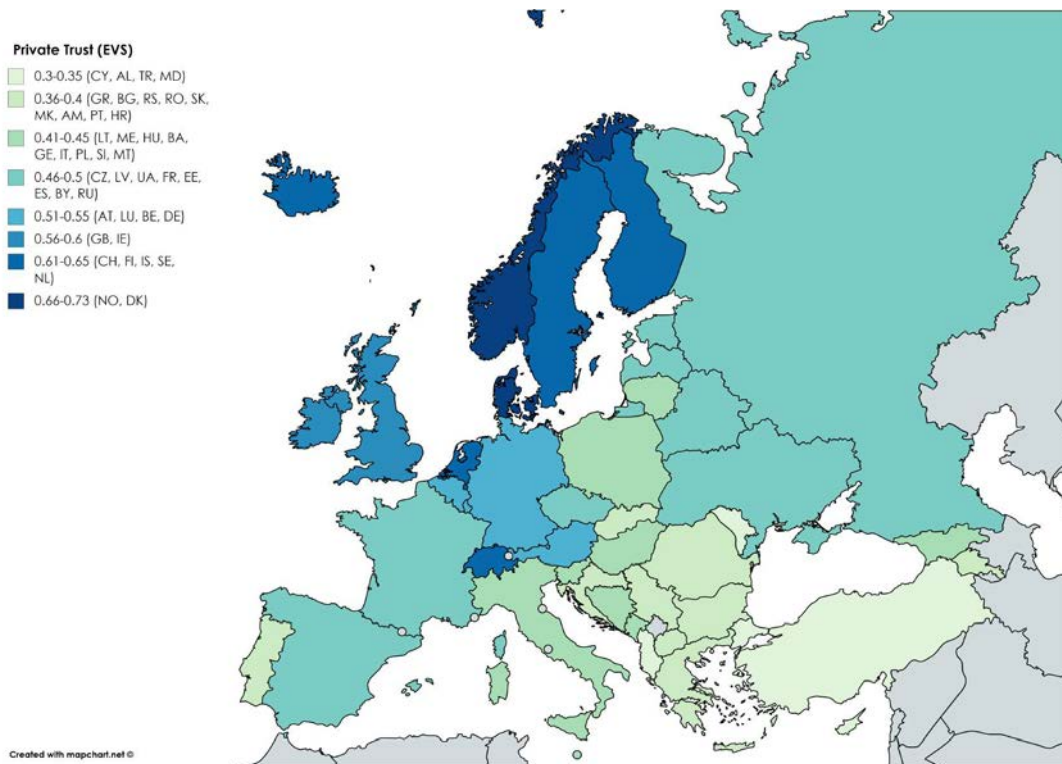 Private Trust (EVS)
0.3-0.35 (CY, AL, TR, MD)
0.36-0.4 (GR, BG, RS, RO, SK,
MK, AM, PT, HR)
0.41-0.45 (LT, ME, HU, BA,
GE, IT, PL, SI, MT)
0.46-0.5 (CZ, LV, UA, FR, EE,
ES, BY, RU)
0.51-0.55 (AT, LU, BE, DE)
0.56-0.6 (GB, IE)
0.61-0.65 (CH, FI, IS, SE,
NL)
0.66-0.73 (NO, DK)
Created with mapchart.net ©